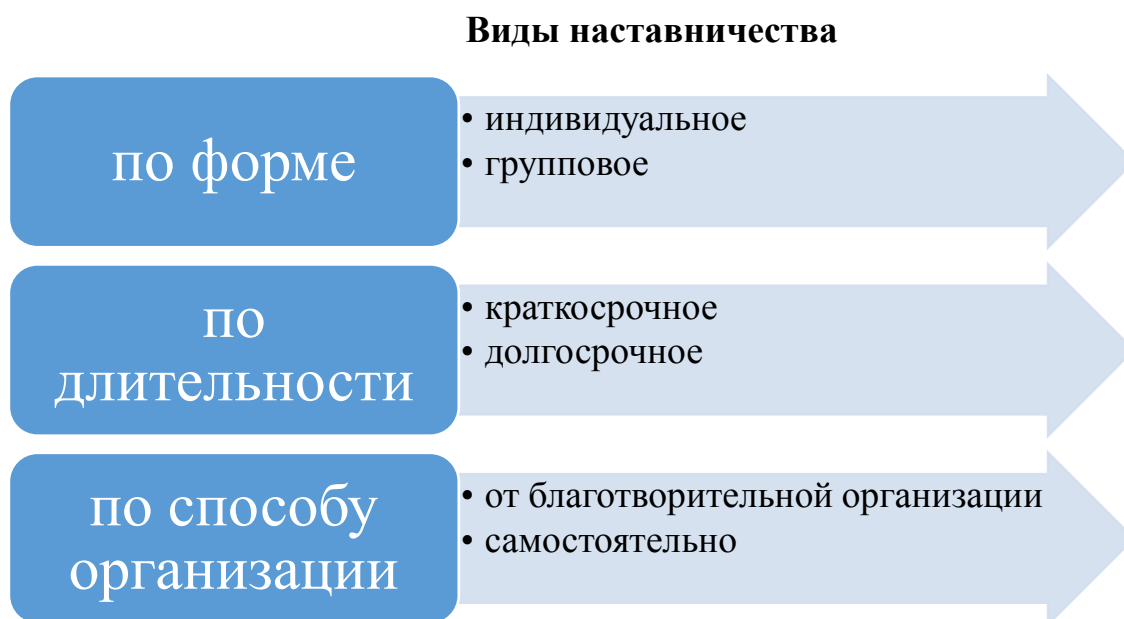 Виды наставничества
по форме
• индивидуальное
• групповое
по
длительности
• краткосрочное
• долгосрочное
по способу
организации
• от благотворительной организации
• самостоятельно